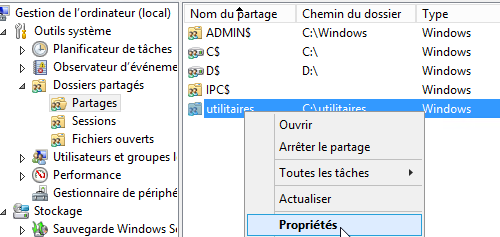 Gestion de l'ordinateur (local)
Outils système
Planificateur de tâches
Observateur d'événeme
Dossiers partagés
Partages
Sessions
Fichiers ouverts
Utilisateurs et groupes l
Performance
Gestionnaire de périphé
Stockage
Sauvegarde Windows Se
Nom du partage Chemin du dossier Type
ADMIN$ C:\Windows Windows
C$ C:\ Windows
D$ D:\ Windows
IPC$ Windows
utilitaires C:\utilitaires Windows
Ouvrir
Arrêter le partage
Toutes les tâches
Actualiser
Propriétés